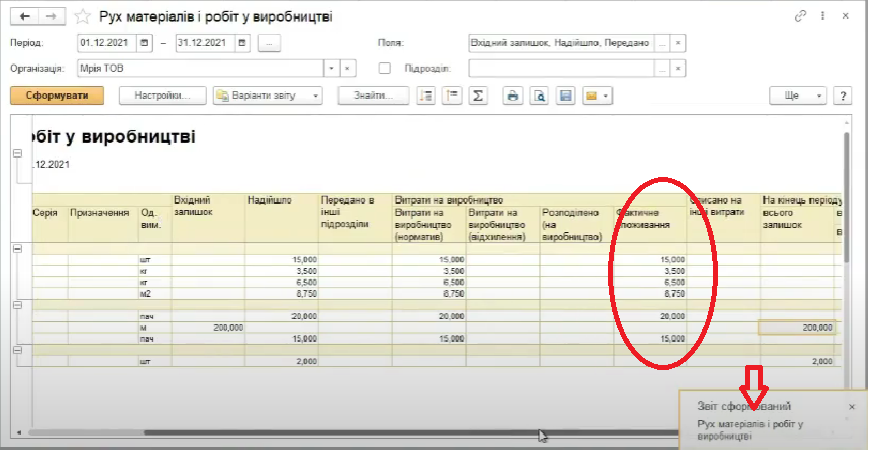 Рух матеріалів і робіт у виробництві
Період: 01.12.2021 – 31.12.2021 ... Поля: Вхідний залишок, Надійшло, Передано ... ×
Організація: Мрія ТОВ Підрозділ: ... ×
Сформувати Настройки... Варіанти звіту Знайти... Ще ?
обіт у виробництві
.12.2021
Серія Призначення Од. вим. Вхідний залишок Надійшло Передано в інші підрозділи Витрати на виробництво Списано на інші витрати На кінець періоду
Витрати на виробництво (норматив) Витрати на виробництво (відхилення) Розподілено (на виробництво) Фактичне споживання всього залишок
шт 15,000 15,000 15,000
кг 3,500 3,500 3,500
кг 6,500 6,500 6,500
м2 8,750 8,750 8,750
пач 20,000 20,000 20,000
м 200,000 200,000
пач 15,000 15,000 15,000
шт 2,000 2,000
Звіт сформований ×
Рух матеріалів і робіт у
виробництві